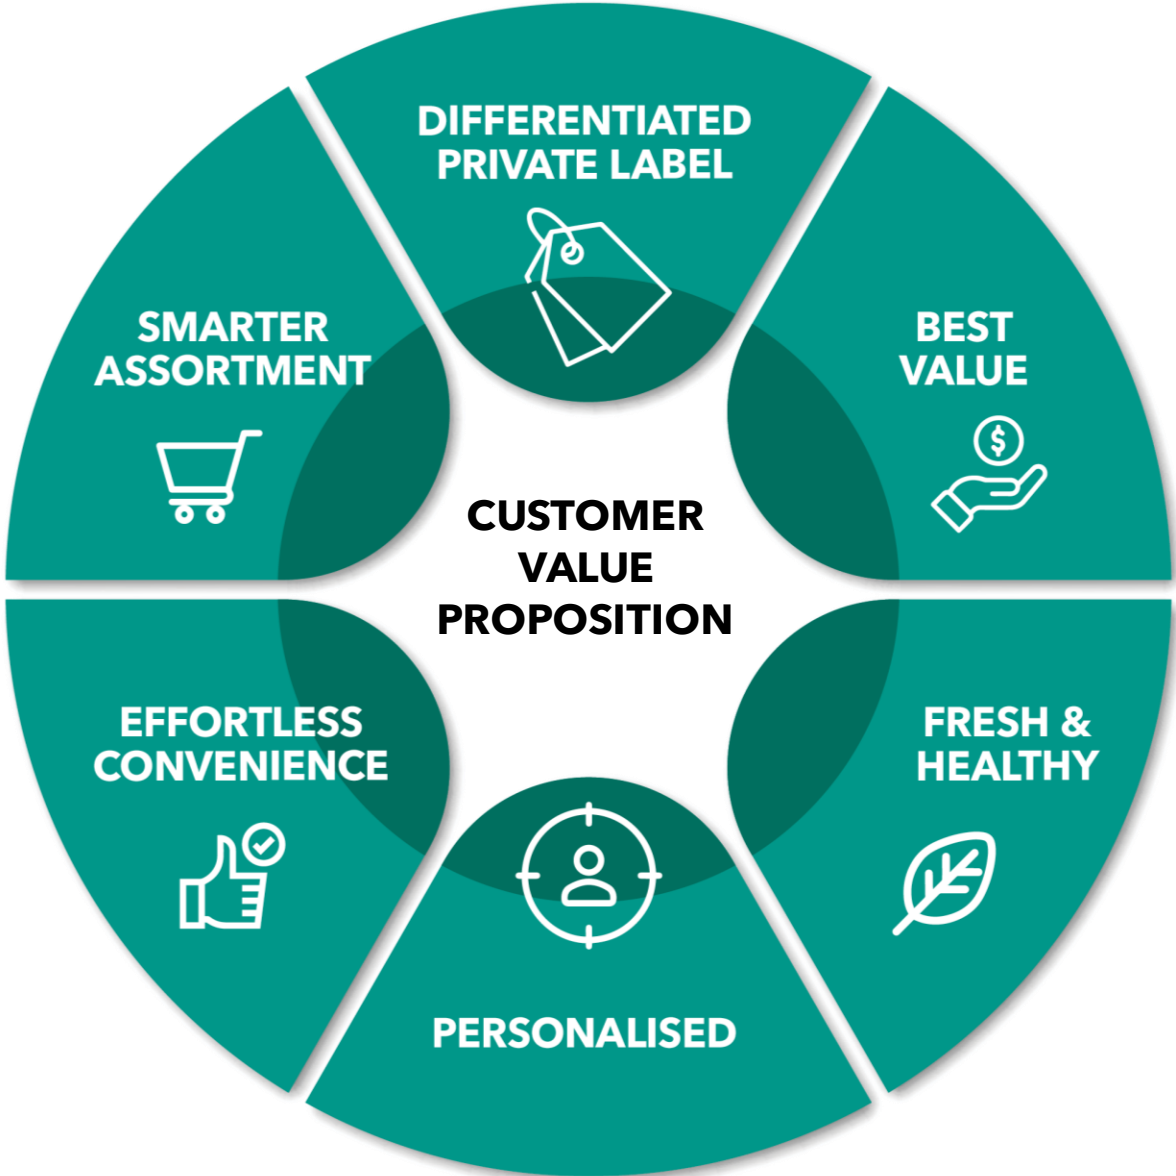 DIFFERENTIATED
PRIVATE LABEL
BEST
VALUE
$
FRESH &
HEALTHY
PERSONALISED
EFFORTLESS
CONVENIENCE
SMARTER
ASSORTMENT
CUSTOMER
VALUE
PROPOSITION